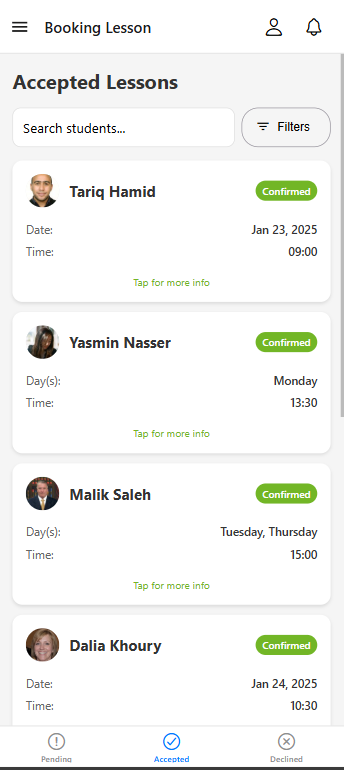 Booking Lesson
Accepted Lessons
Search students...
Filters
Tariq Hamid
Confirmed
Date: Jan 23, 2025
Time: 09:00
Tap for more info
Yasmin Nasser
Confirmed
Day(s): Monday
Time: 13:30
Tap for more info
Malik Saleh
Confirmed
Day(s): Tuesday, Thursday
Time: 15:00
Tap for more info
Dalia Khoury
Confirmed
Date: Jan 24, 2025
Time: 10:30
Pending Accepted Declined